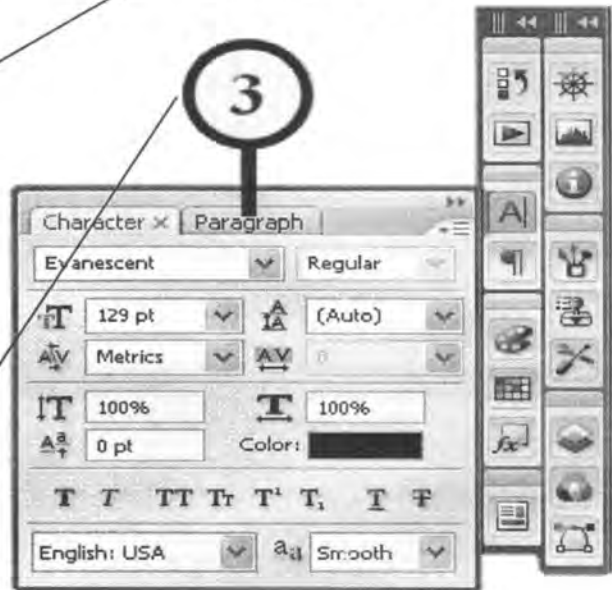 3
Character × Paragraph
Evanescent Regular
129 pt (Auto)
Metrics 0
100% 100%
0 pt Color:
T T TT Tr T¹ T₁ T T
English: USA aa Smooth